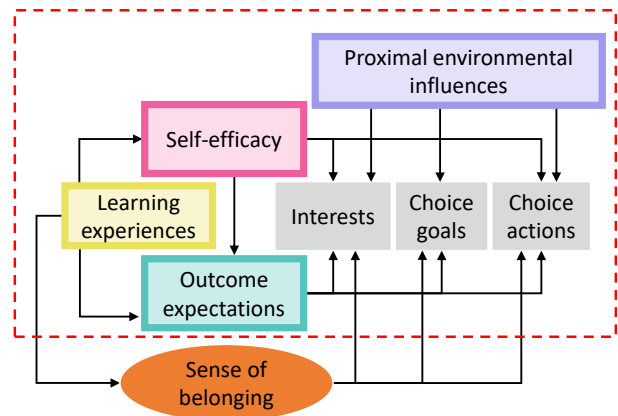 Proximal environmental
influences
Self-efficacy
Learning
experiences
Interests
Choice
goals
Choice
actions
Outcome
expectations
Sense of
belonging